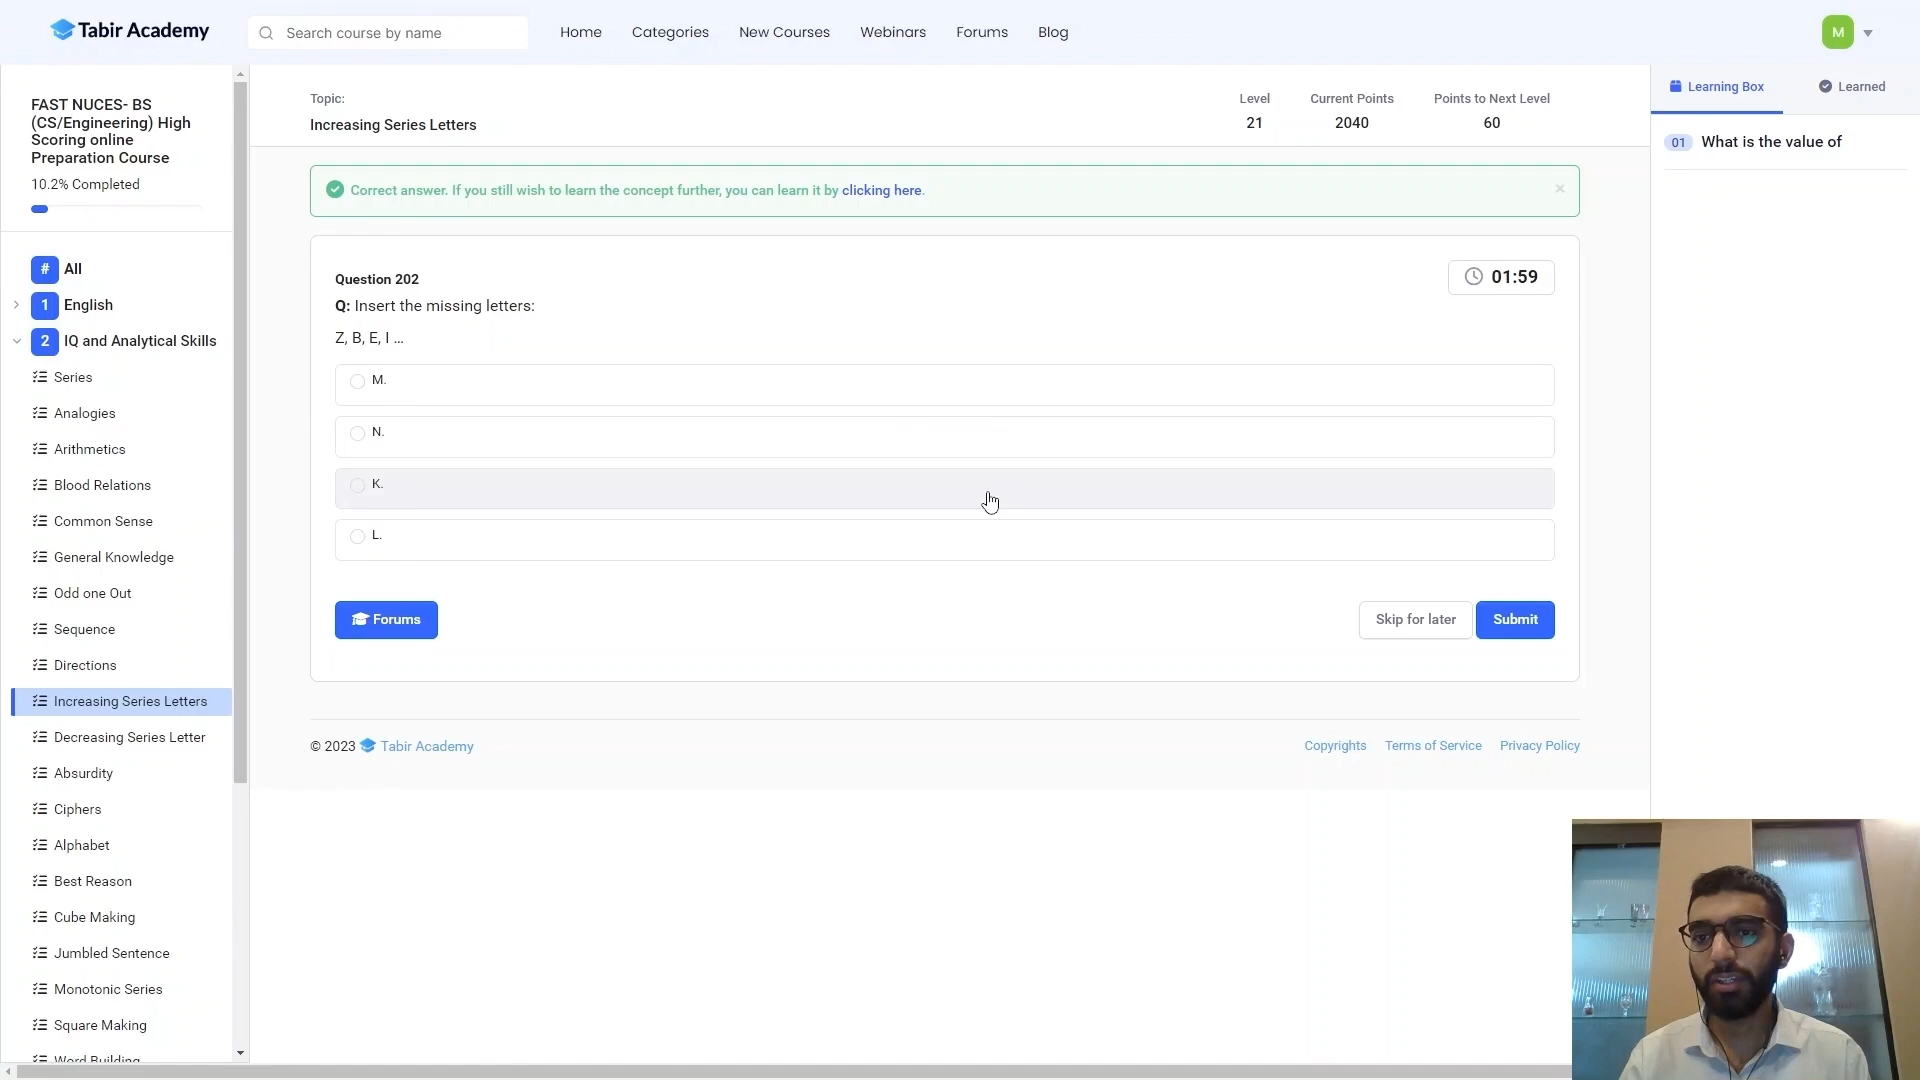 Tabir Academy
Search course by name
Home
Categories
New Courses
Webinars
Forums
Blog
M
FAST NUCES- BS
(CS/Engineering) High
Scoring online
Preparation Course
10.2% Completed
# All
1 English
2 IQ and Analytical Skills
Series
Analogies
Arithmetics
Blood Relations
Common Sense
General Knowledge
Odd one Out
Sequence
Directions
Increasing Series Letters
Decreasing Series Letter
Absurdity
Ciphers
Alphabet
Best Reason
Cube Making
Jumbled Sentence
Monotonic Series
Square Making
Word Building
Topic:
Increasing Series Letters
Level
21
Current Points
2040
Points to Next Level
60
Correct answer. If you still wish to learn the concept further, you can learn it by clicking here.
Question 202
01:59
Q: Insert the missing letters:
Z, B, E, I ...
M.
N.
K.
L.
Forums
Skip for later
Submit
© 2023 Tabir Academy
Copyrights
Terms of Service
Privacy Policy
Learning Box
Learned
01 What is the value of